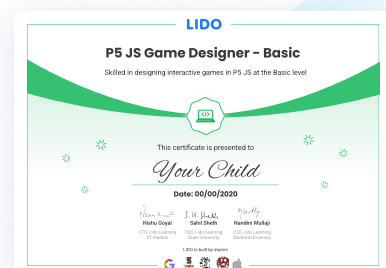 LIDO
P5 JS Game Designer - Basic
Skilled in designing interactive games in P5 JS at the Basic level
This certificate is presented to
Your Child
Date: 00/00/2020
Nishu Goyal Sahil Sheth Nandini Mullaji
CTO, Lido Learning CEO, Lido Learning CSO, Lido Learning
IIT Madras Duke University Stanford University
LIDO is built by alumni